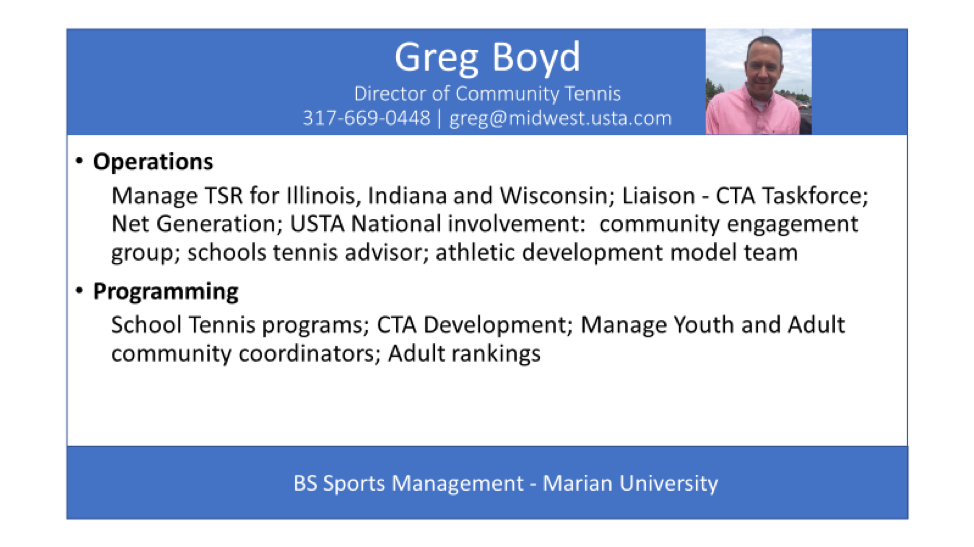 Greg Boyd
Director of Community Tennis
317-669-0448 | greg@midwest.usta.com
• Operations
Manage TSR for Illinois, Indiana and Wisconsin; Liaison - CTA Taskforce;
Net Generation; USTA National involvement:  community engagement
group; schools tennis advisor; athletic development model team
• Programming
School Tennis programs; CTA Development; Manage Youth and Adult
community coordinators; Adult rankings
BS Sports Management - Marian University